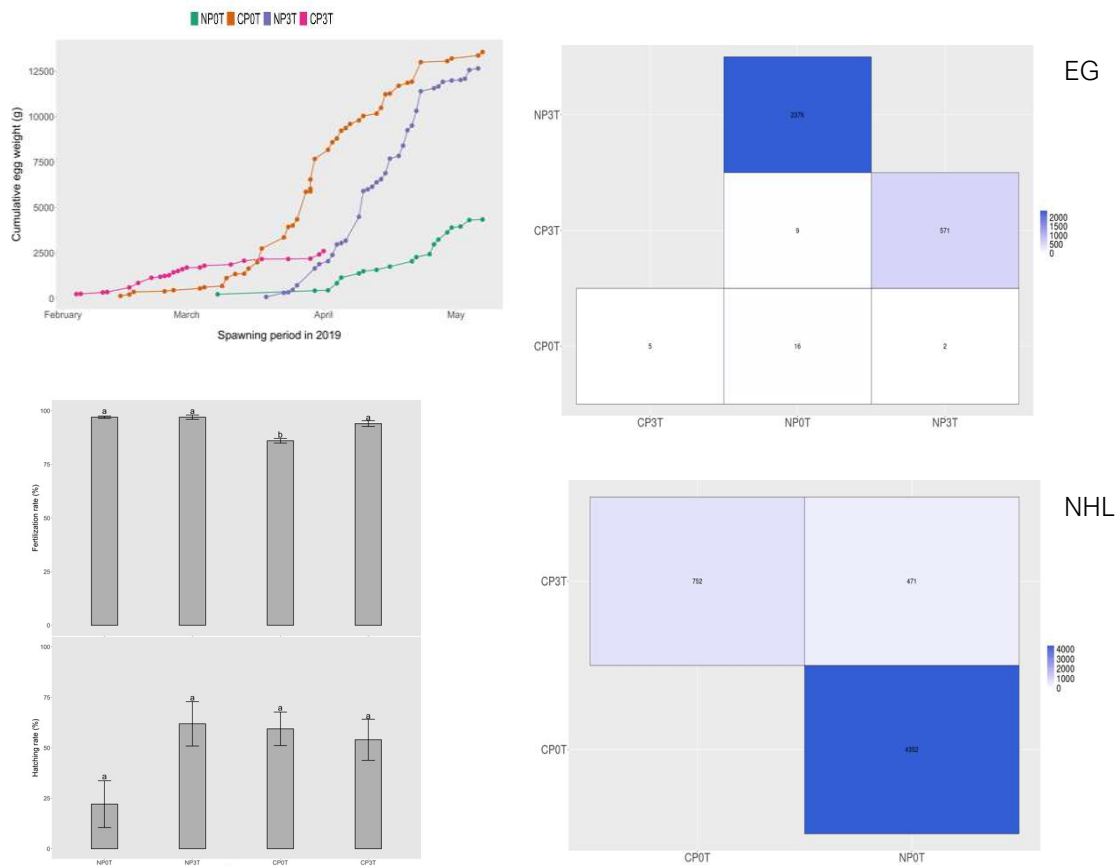 NP0T CP0T NP3T CP3T
Cumulative egg weight (g)
12500
10000
7500
5000
2500
0
February March April May
Spawning period in 2019
EG
NP3T
CP3T
CP0T
2376
9 571
5 16 2
CP3T NP0T NP3T
2000
1500
1000
500
0
Fertilization rate (%)
100
75
50
25
0
a a b a
Hatching rate (%)
100
75
50
25
0
a a a a
NP0T NP3T CP0T CP3T
NHL
CP3T
CP0T
752 471
4352
CP0T NP0T
4000
3000
2000
1000
0